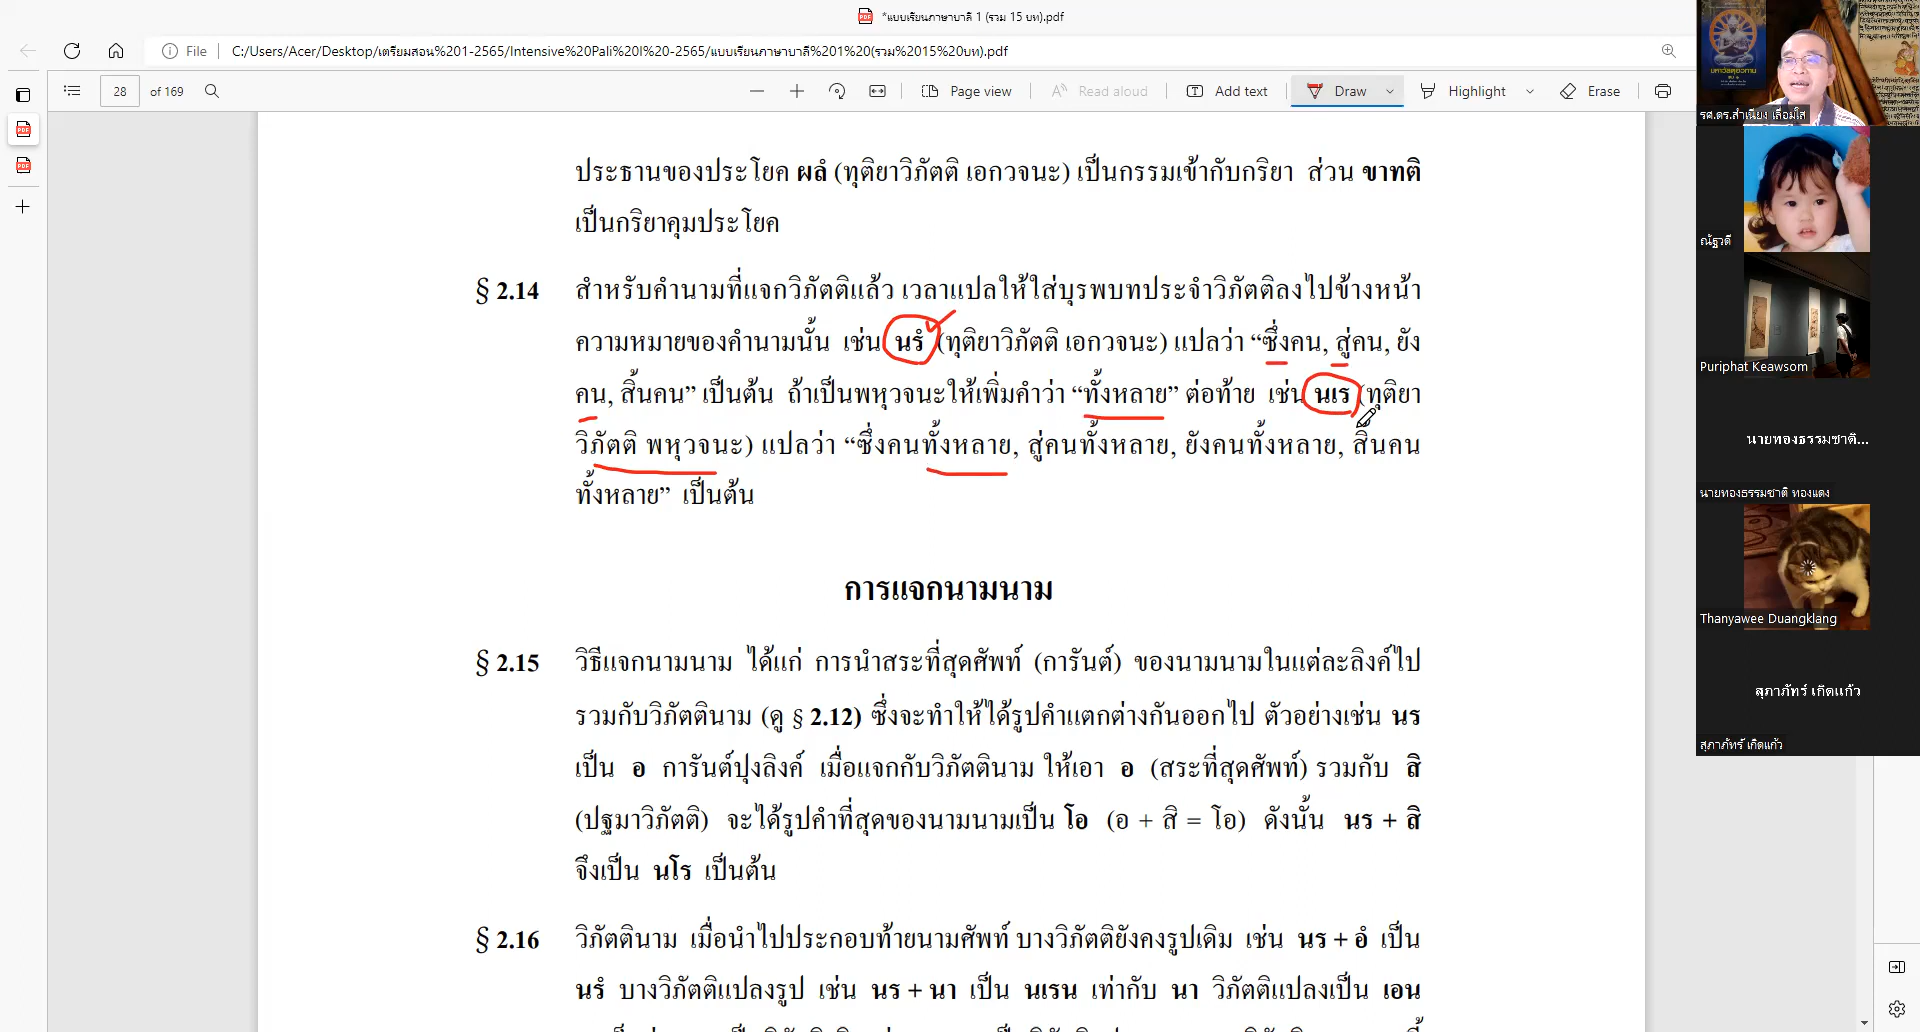 *แบบเรียนภาษาบาลี 1 (รวม 15 บท).pdf
File
C:/Users/Acer/Desktop/เตรียมสอน%201-2565/Intensive%20Pali%20I%20-2565/แบบเรียนภาษาบาลี%201%20(รวม%2015%20บท).pdf
28 of 169
Page view
Read aloud
Add text
Draw
Highlight
Erase
ประธานของประโยค ผลํ (ทุติยาวิภัตติ เอกวจนะ) เป็นกรรมเข้ากับกริยา ส่วน ขาทติ
เป็นกริยาคุมประโยค
§ 2.14 สำหรับคำนามที่แจกวิภัตติแล้ว เวลาแปลให้ใส่บุรพบทประจำวิภัตติลงไปข้างหน้า
ความหมายของคำนามนั้น เช่น นรํ (ทุติยาวิภัตติ เอกวจนะ) แปลว่า “ซึ่งคน, สู่คน, ยัง
คน, สิ้นคน” เป็นต้น ถ้าเป็นพหุวจนะให้เพิ่มคำว่า “ทั้งหลาย” ต่อท้าย เช่น นเร (ทุติยา
วิภัตติ พหุวจนะ) แปลว่า “ซึ่งคนทั้งหลาย, สู่คนทั้งหลาย, ยังคนทั้งหลาย, สิ้นคน
ทั้งหลาย” เป็นต้น
การแจกนามนาม
§ 2.15 วิธีแจกนามนาม ได้แก่ การนำสระที่สุดศัพท์ (การันต์) ของนามนามในแต่ละลิงค์ไป
รวมกับวิภัตตินาม (ดู § 2.12) ซึ่งจะทำให้ได้รูปคำแตกต่างกันออกไป ตัวอย่างเช่น นร
เป็น อ การันต์ปุงลิงค์ เมื่อแจกกับวิภัตตินาม ให้เอา อ (สระที่สุดศัพท์) รวมกับ สิ
(ปฐมาวิภัตติ) จะได้รูปคำที่สุดของนามนามเป็น โอ (อ + สิ = โอ) ดังนั้น นร + สิ
จึงเป็น นโร เป็นต้น
§ 2.16 วิภัตตินาม เมื่อนำไปประกอบท้ายนามศัพท์ บางวิภัตติยังคงรูปเดิม เช่น นร + อํ เป็น
นรํ บางวิภัตติแปลงรูป เช่น นร + นา เป็น นเรน เท่ากับ นา วิภัตติแปลงเป็น เอน
รศ.ดร.สำเนียง เลื่อมใส
ณัฐวดี
Puriphat Keawsom
นายทองธรรมชาติ...
นายทองธรรมชาติ ทองแดง
Thanyawee Duangklang
สุภาภัทร์ เกิดแก้ว
สุภาภัทร์ เกิดแก้ว